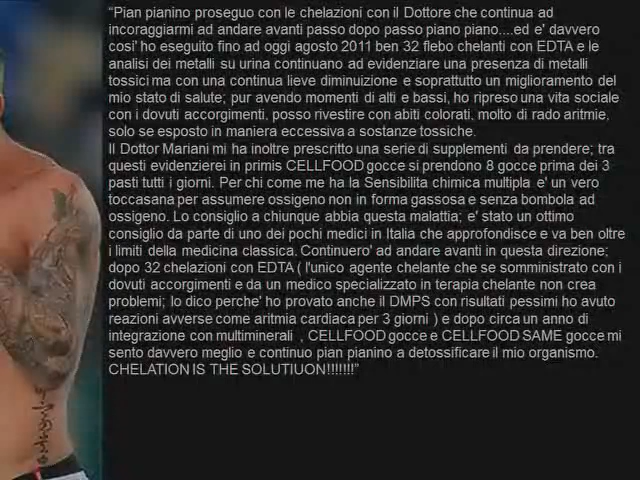 “Pian pianino proseguo con le chelazioni con il Dottore che continua ad
incoraggiarmi ad andare avanti passo dopo passo piano piano....ed e' davvero
cosi' ho eseguito fino ad oggi agosto 2011 ben 32 flebo chelanti con EDTA e le
analisi dei metalli su urina continuano ad evidenziare una presenza di metalli
tossici ma con una continua lieve diminuizione e soprattutto un miglioramento del
mio stato di salute; pur avendo momenti di alti e bassi, ho ripreso una vita sociale
con i dovuti accorgimenti, posso rivestire con abiti colorati, molto di rado aritmie,
solo se esposto in maniera eccessiva a sostanze tossiche.
Il Dottor Mariani mi ha inoltre prescritto una serie di supplementi da prendere; tra
questi evidenzierei in primis CELLFOOD gocce si prendono 8 gocce prima dei 3
pasti tutti i giorni. Per chi come me ha la Sensibilita chimica multipla e' un vero
toccasana per assumere ossigeno non in forma gassosa e senza bombola ad
ossigeno. Lo consiglio a chiunque abbia questa malattia; e' stato un ottimo
consiglio da parte di uno dei pochi medici in Italia che approfondisce e va ben oltre
i limiti della medicina classica. Continuero' ad andare avanti in questa direzione;
dopo 32 chelazioni con EDTA ( l'unico agente chelante che se somministrato con i
dovuti accorgimenti e da un medico specializzato in terapia chelante non crea
problemi; lo dico perche' ho provato anche il DMPS con risultati pessimi ho avuto
reazioni avverse come aritmia cardiaca per 3 giorni ) e dopo circa un anno di
integrazione con multiminerali , CELLFOOD gocce e CELLFOOD SAME gocce mi
sento davvero meglio e continuo pian pianino a detossificare il mio organismo.
CHELATION IS THE SOLUTIUON!!!!!!!”